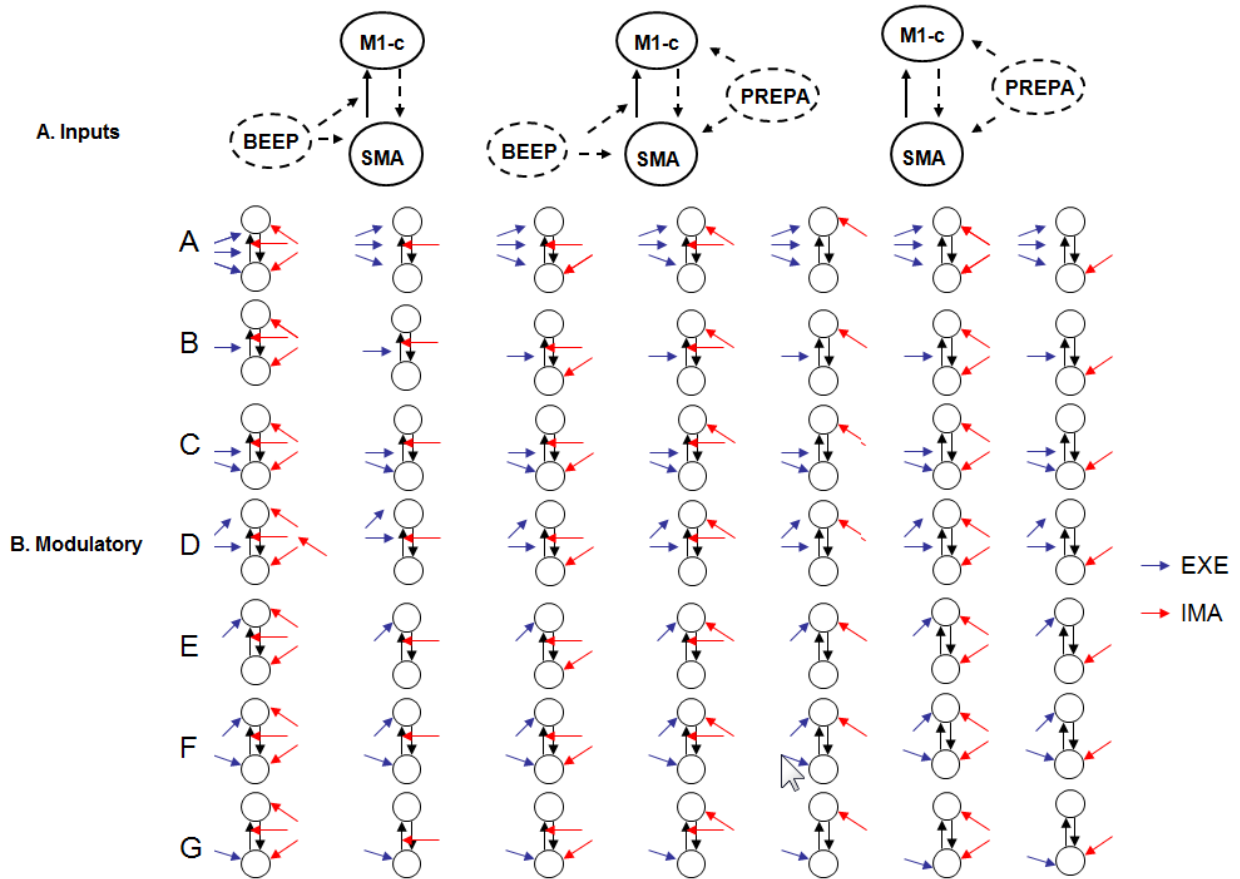 M1-c
M1-c
M1-c
PREPA
PREPA
A. Inputs
BEEP
BEEP
SMA
SMA
SMA
A
B
C
B. Modulatory
D
EXE
IMA
E
F
G